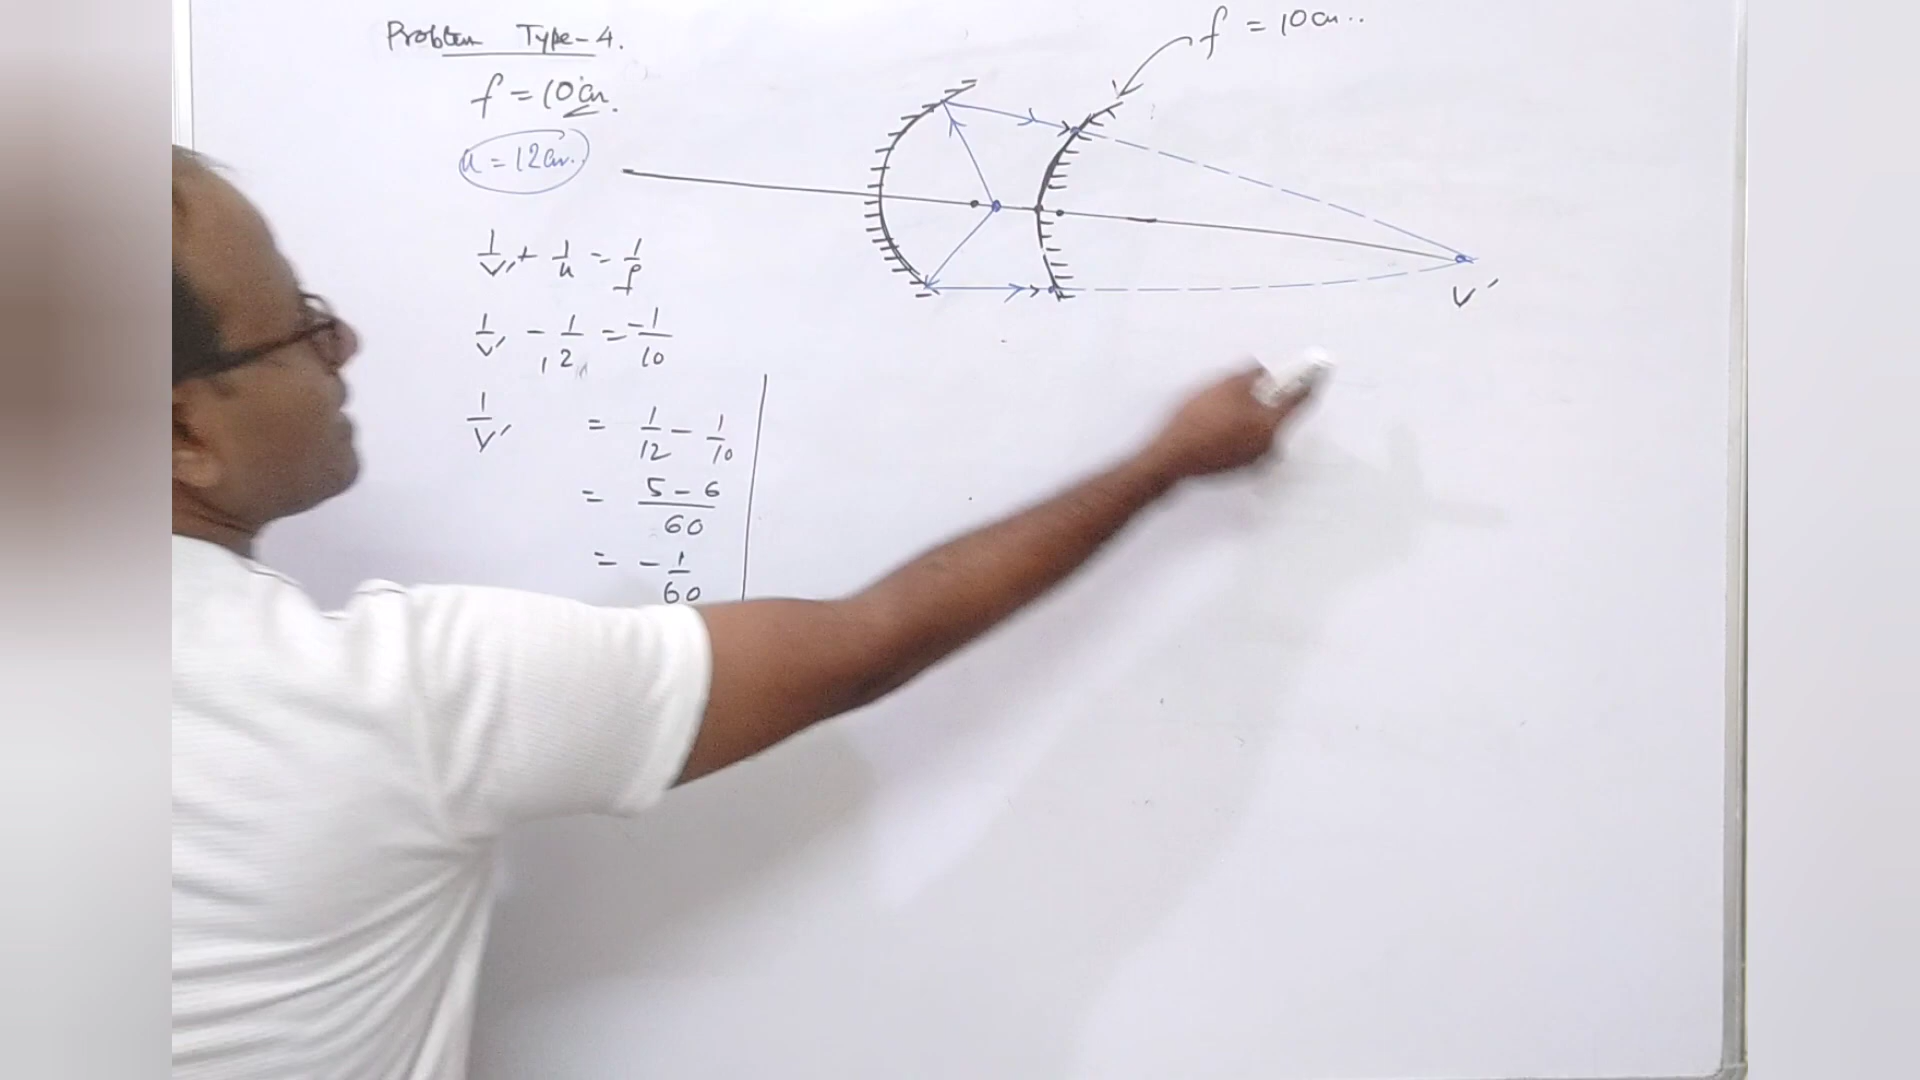 Problem Type-4.
f = 10cm.
u = 12cm..
1/v' + 1/u = 1/f
1/v' - 1/12 = -1/10
1/v' = 1/12 - 1/10
= 5-6/60
= -1/60
f = 10cm..
v'